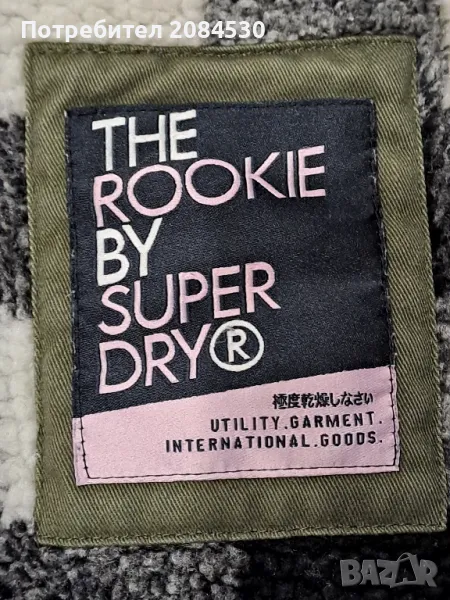 Потребител 2084530
THE
ROOKIE
BY
SUPER
DRY®
極度乾燥しなさい
UTILITY.GARMENT.
INTERNATIONAL.GOODS.
BAZAR